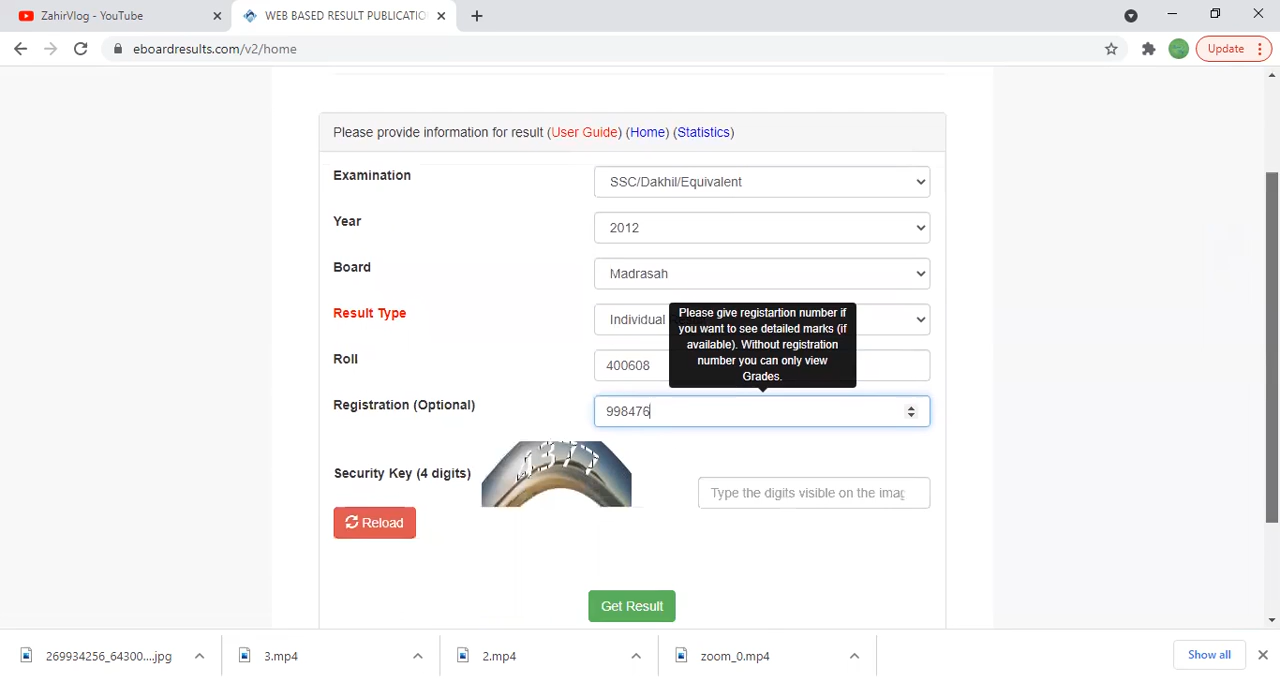 ZahirVlog - YouTube
WEB BASED RESULT PUBLICATIO
eboardresults.com/v2/home
Update
Please provide information for result (User Guide) (Home) (Statistics)
Examination
SSC/Dakhil/Equivalent
Year
2012
Board
Madrasah
Result Type
Individual
Please give registartion number if
you want to see detailed marks (if
available). Without registration
number you can only view
Grades.
Roll
400608
Registration (Optional)
998476
Security Key (4 digits)
Type the digits visible on the imag
Reload
Get Result
269934256_64300....jpg
3.mp4
2.mp4
zoom_0.mp4
Show all